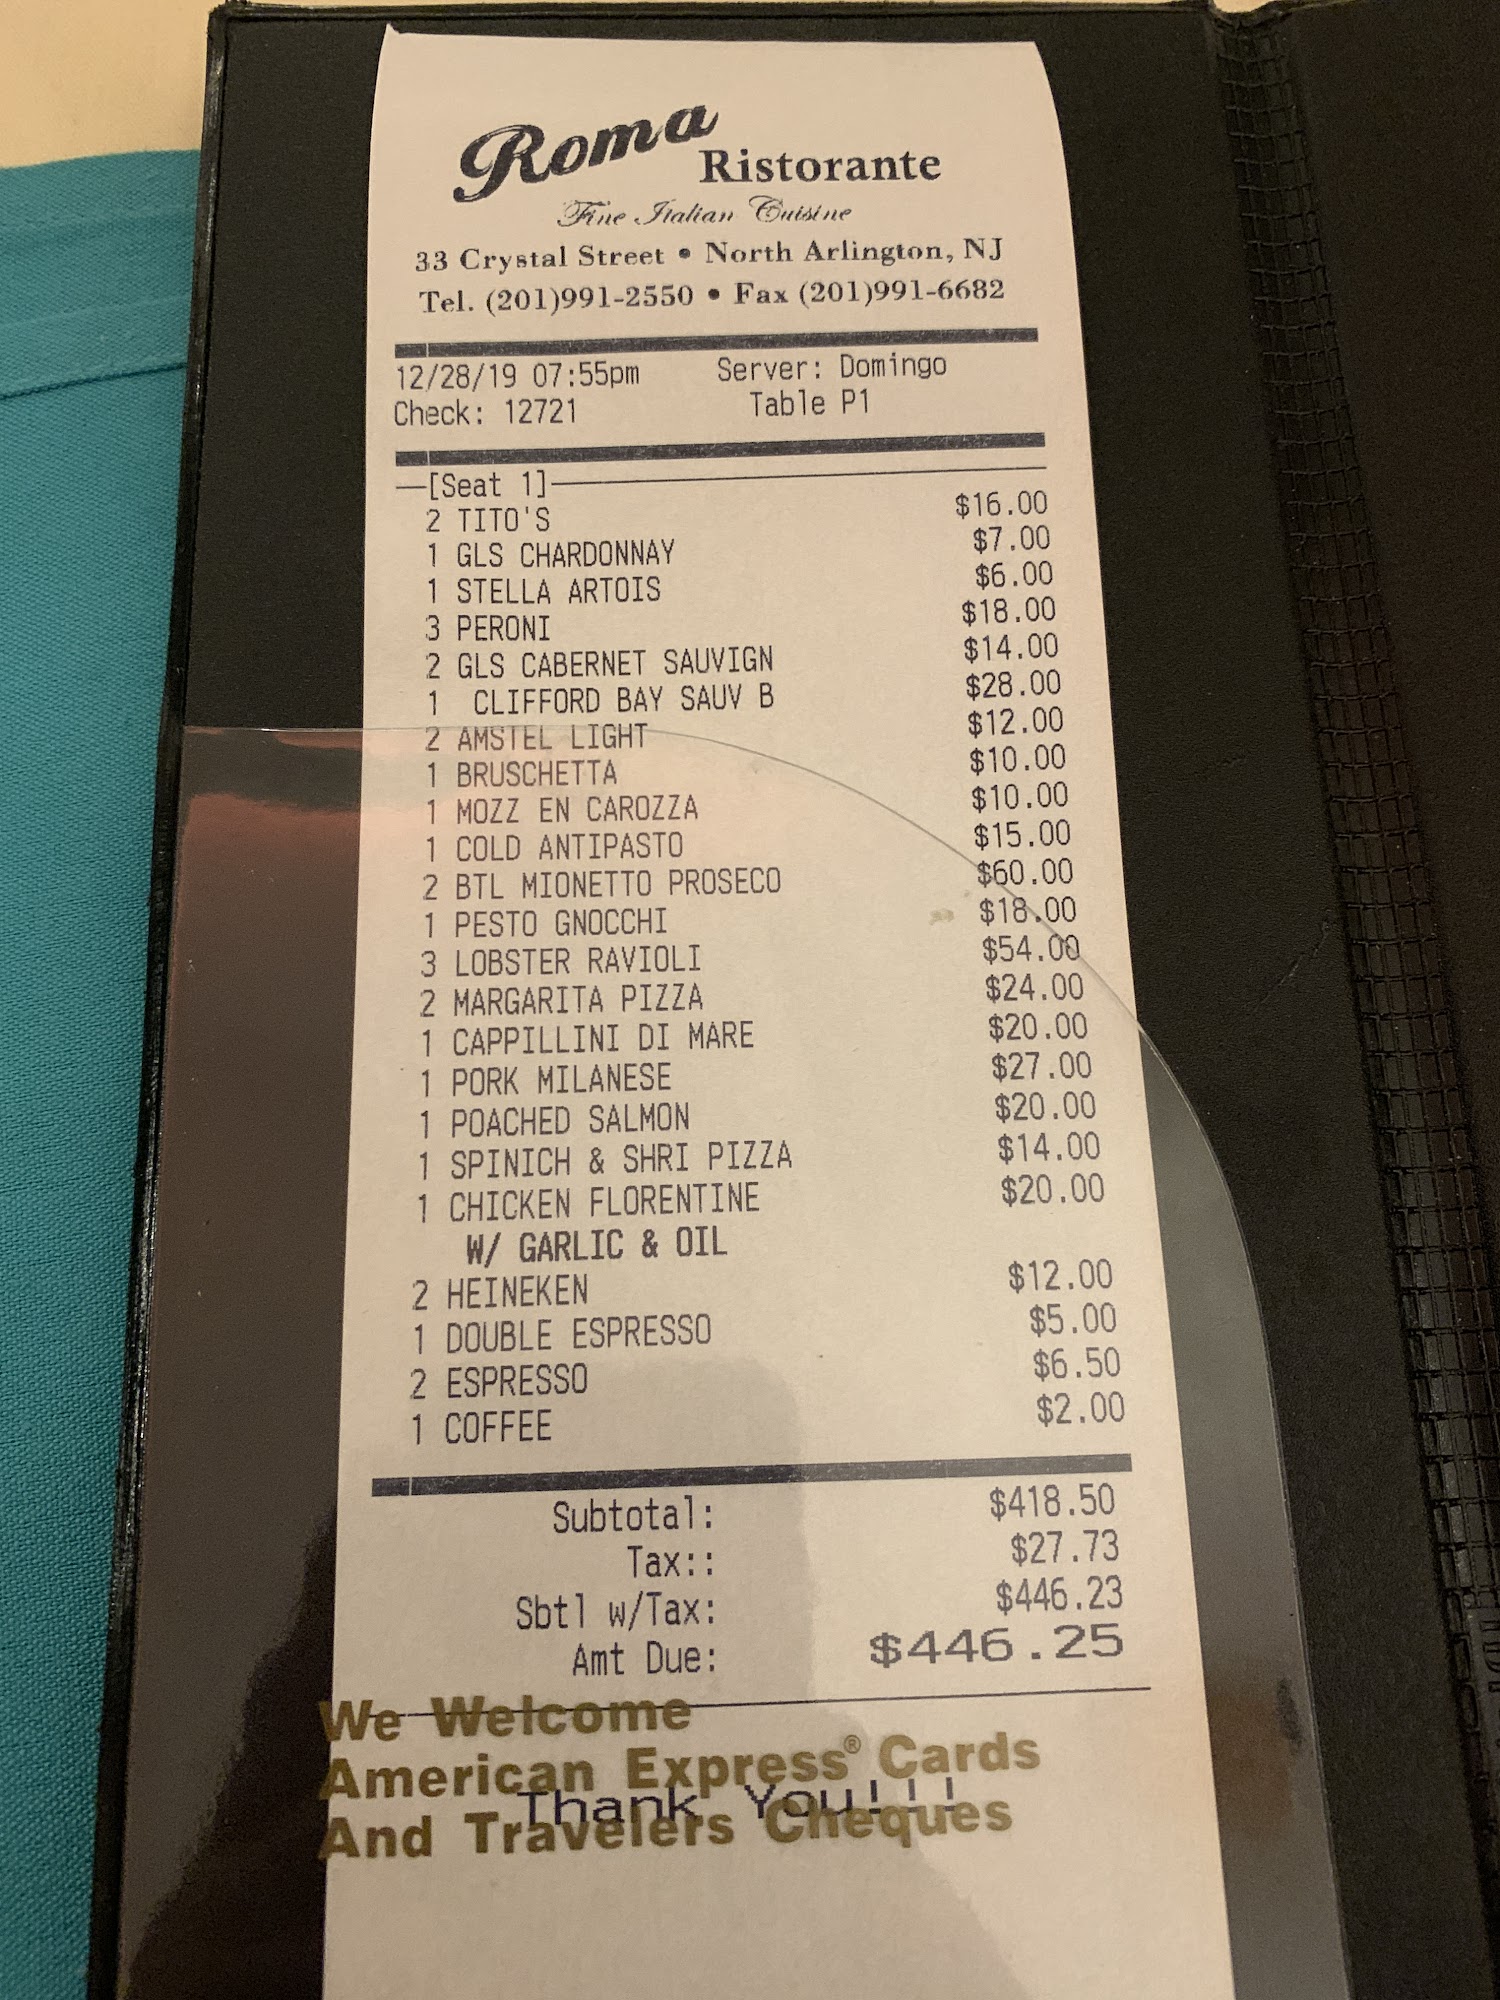 Roma Ristorante
Fine Italian Cuisine
33 Crystal Street • North Arlington, NJ
Tel. (201)991-2550 • Fax (201)991-6682
12/28/19 07:55pm Server: Domingo
Check: 12721 Table P1
[Seat 1]
2 TITO'S $16.00
1 GLS CHARDONNAY $7.00
1 STELLA ARTOIS $6.00
3 PERONI $18.00
2 GLS CABERNET SAUVIGN $14.00
1 CLIFFORD BAY SAUV B $28.00
2 AMSTEL LIGHT $12.00
1 BRUSCHETTA $10.00
1 MOZZ EN CAROZZA $10.00
1 COLD ANTIPASTO $15.00
2 BTL MIONETTO PROSECO $60.00
1 PESTO GNOCCHI $18.00
3 LOBSTER RAVIOLI $54.00
2 MARGARITA PIZZA $24.00
1 CAPPILLINI DI MARE $20.00
1 PORK MILANESE $27.00
1 POACHED SALMON $20.00
1 SPINICH & SHRI PIZZA $14.00
1 CHICKEN FLORENTINE $20.00
W/ GARLIC & OIL
2 HEINEKEN $12.00
1 DOUBLE ESPRESSO $5.00
2 ESPRESSO $6.50
1 COFFEE $2.00
Subtotal: $418.50
Tax:: $27.73
Sbtl w/Tax: $446.23
Amt Due: $446.25
We Welcome
American Express® Cards
Thank You!!!
And Travelers Cheques